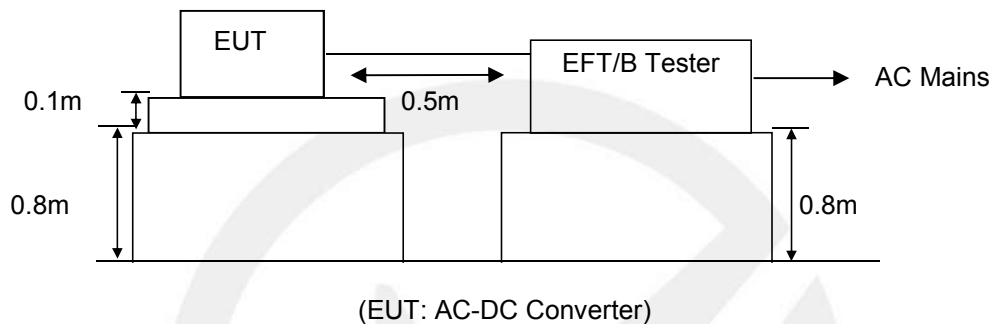 EUT
EFT/B Tester
AC Mains
0.1m
0.5m
0.8m
0.8m
(EUT: AC-DC Converter)